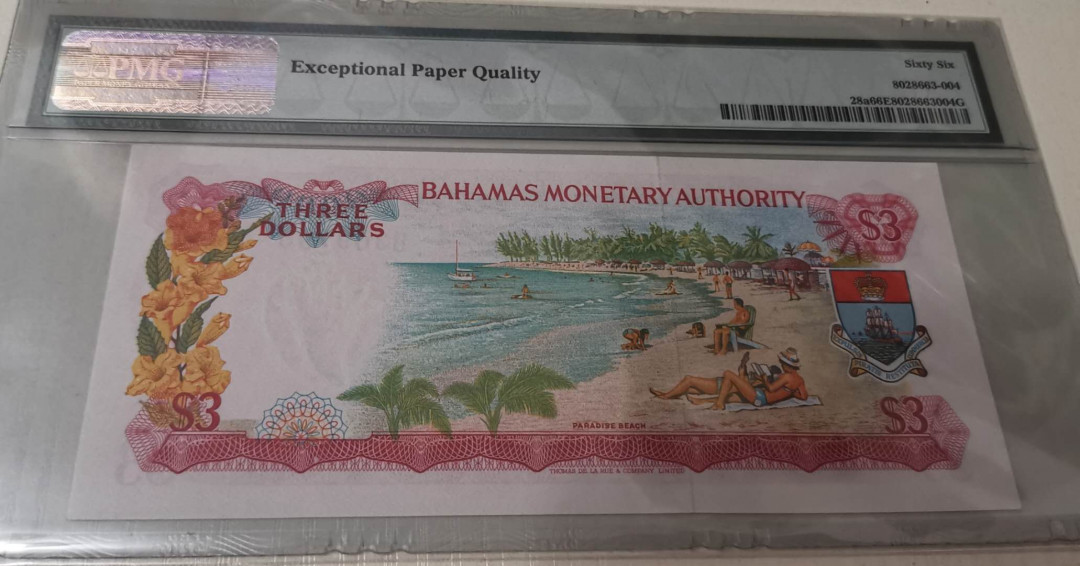 PMG
Exceptional Paper Quality
Sixty Six
8028663-004
28a66E8028663004G
BAHAMAS MONETARY AUTHORITY
THREE
DOLLARS
$3
$3
$3
PARADISE BEACH
THOMAS DE LA RUE & COMPANY, LIMITED